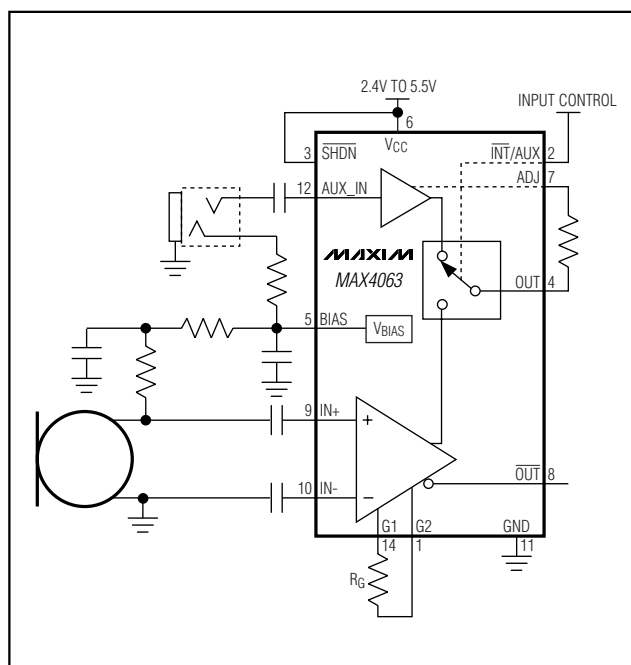 2.4V TO 5.5V
INPUT CONTROL
6
3
SHDN
VCC
INT/AUX
2
ADJ
7
12
AUX_IN
MAXIM
MAX4063
OUT
4
5
BIAS
VBIAS
9
IN+
+
10
IN-
−
OUT
8
G1
G2
GND
14
1
11
RG